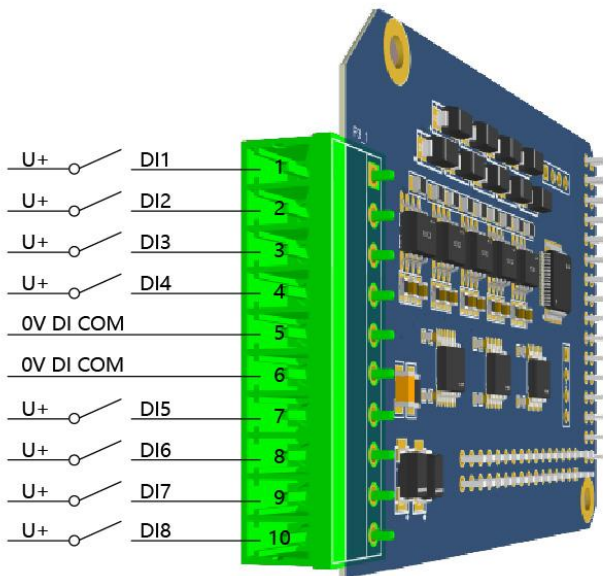 U+ DI1 1
U+ DI2 2
U+ DI3 3
U+ DI4 4
0V DI COM 5
0V DI COM 6
U+ DI5 7
U+ DI6 8
U+ DI7 9
U+ DI8 10